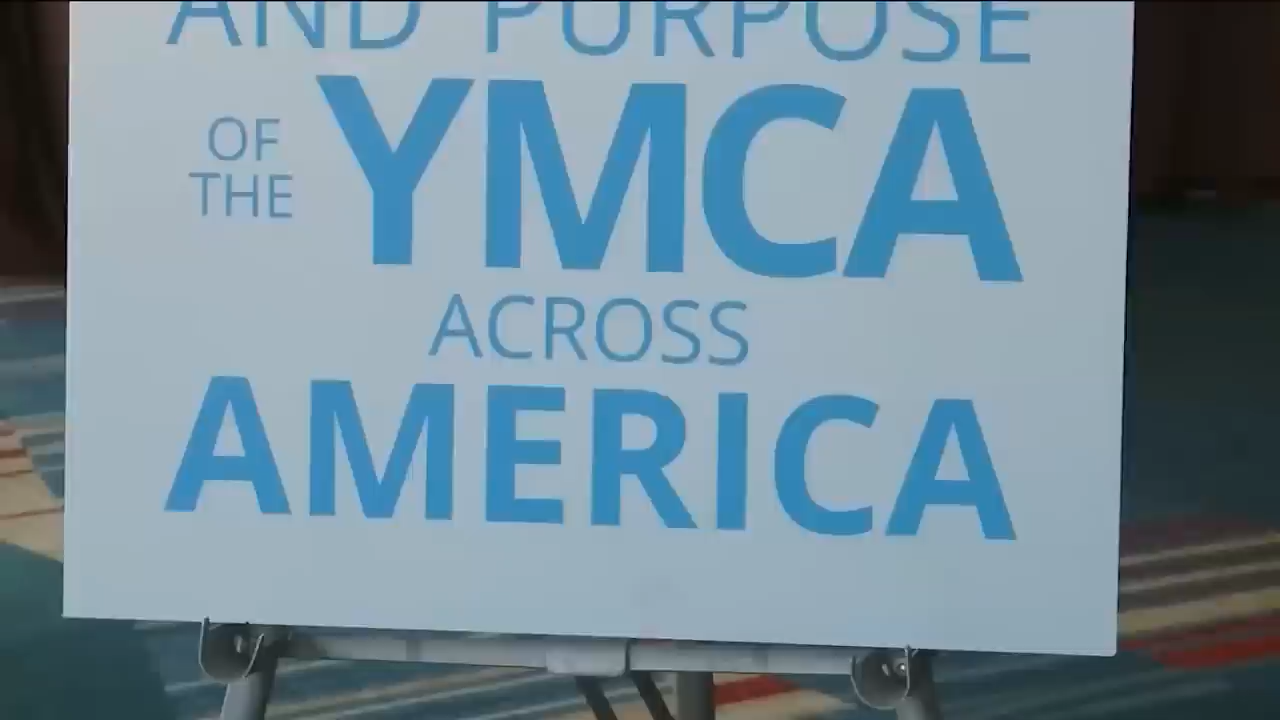 AND PURPOSE
OF
THE
YMCA
ACROSS
AMERICA